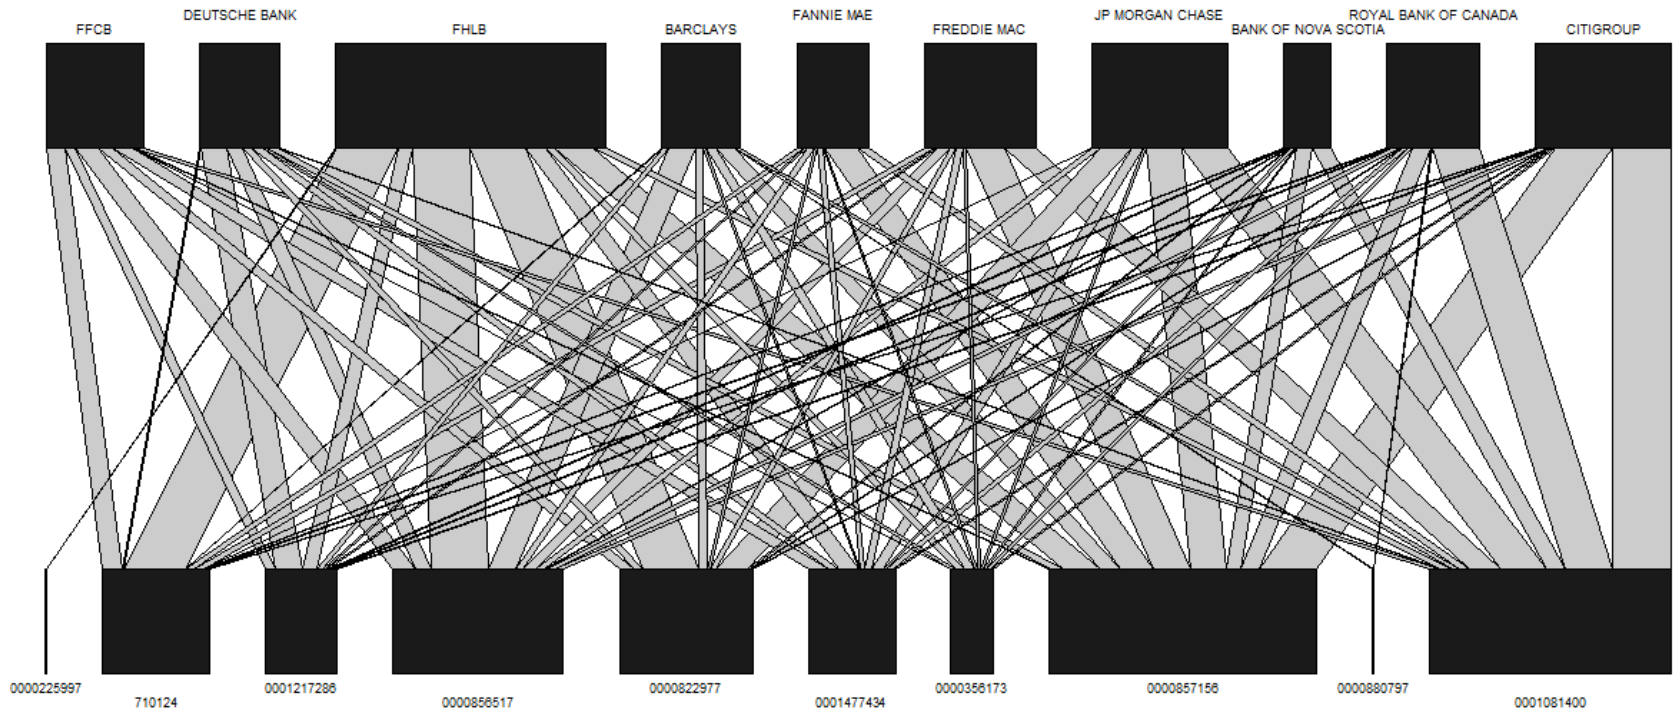 DEUTSCHE BANK FANNIE MAE JP MORGAN CHASE ROYAL BANK OF CANADA
FFCB FHLB BARCLAYS FREDDIE MAC BANK OF NOVA SCOTIA CITIGROUP
0000225997 0001217286 0000822977 0000356173 0000857156 0000880797
710124 0000856517 0001477434 0001081400